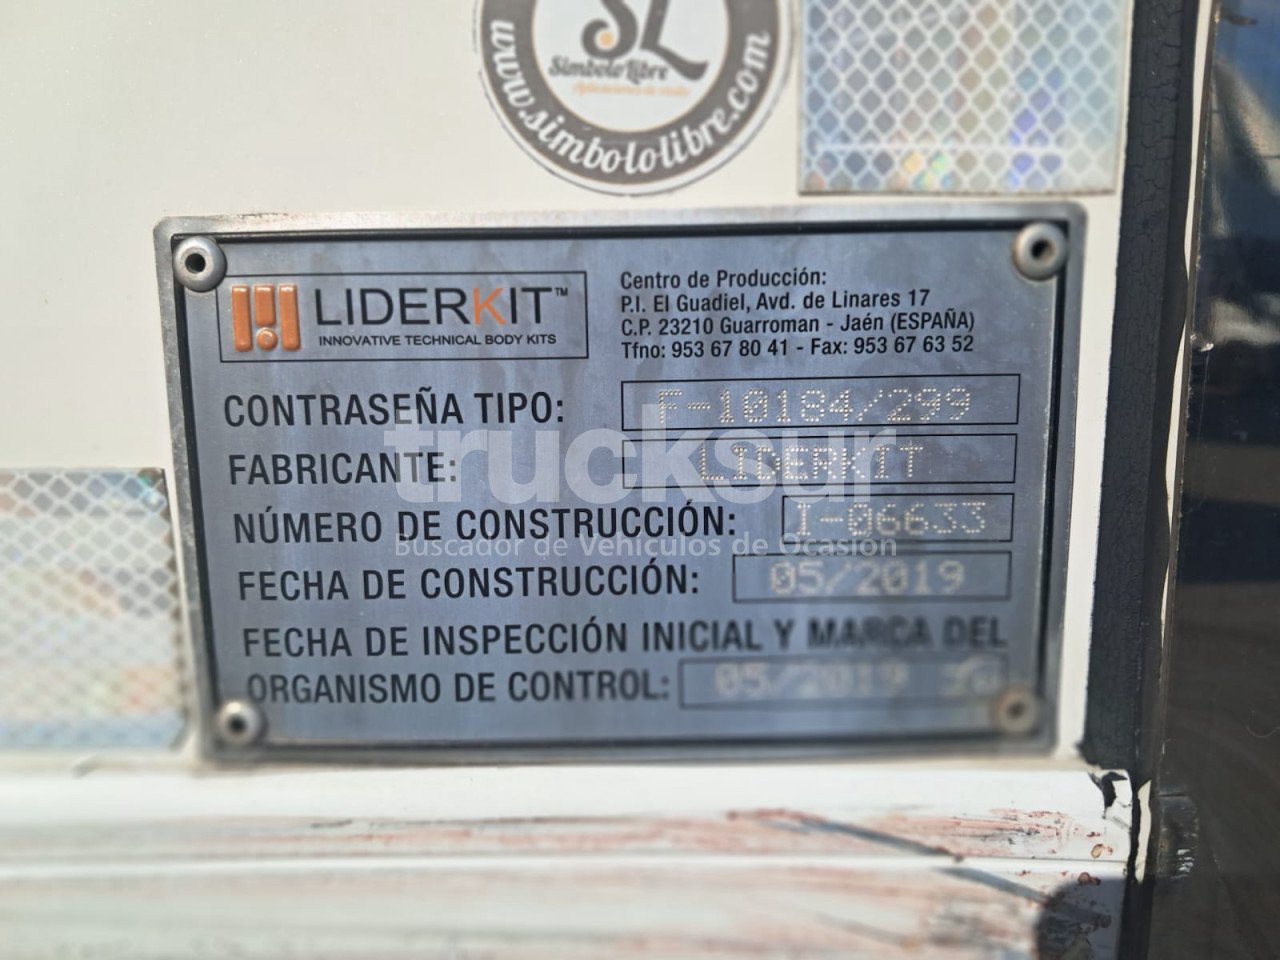 SL
Símbolo Libre
www.simbololibre.com
LIDERKIT™
INNOVATIVE TECHNICAL BODY KITS
Centro de Producción:
P.I. El Guadiel, Avd. de Linares 17
C.P. 23210 Guarroman - Jaén (ESPAÑA)
Tfno: 953 67 80 41 - Fax: 953 67 63 52
CONTRASEÑA TIPO: F-10184/299
FABRICANTE: LIDERKIT
NÚMERO DE CONSTRUCCIÓN: I-06633
FECHA DE CONSTRUCCIÓN: 05/2019
FECHA DE INSPECCIÓN INICIAL Y MARCA DEL
ORGANISMO DE CONTROL: 05/2019
trucksur
Buscador de Vehículos de Ocasión